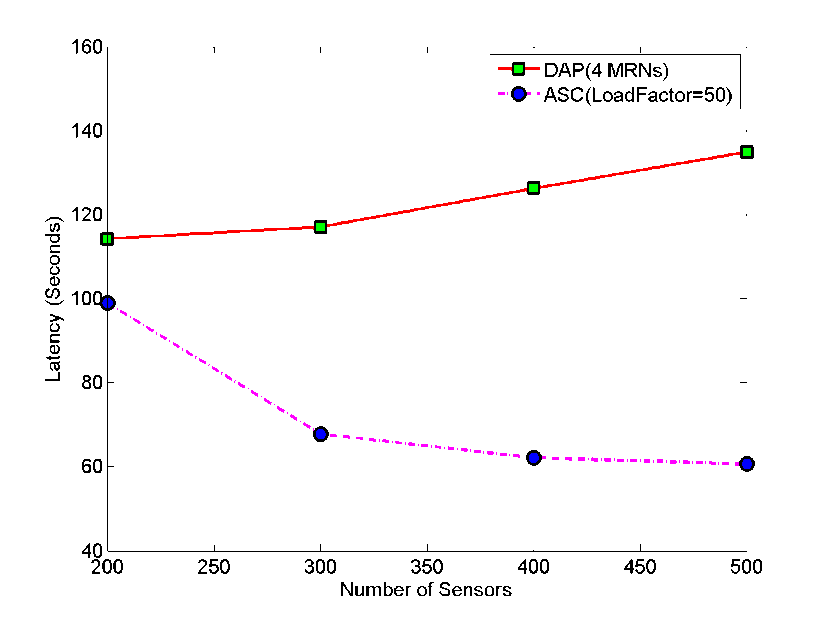 160
140
120
100
80
60
40
Latency (Seconds)
DAP(4 MRNs)
ASC(LoadFactor=50)
200 250 300 350 400 450 500
Number of Sensors